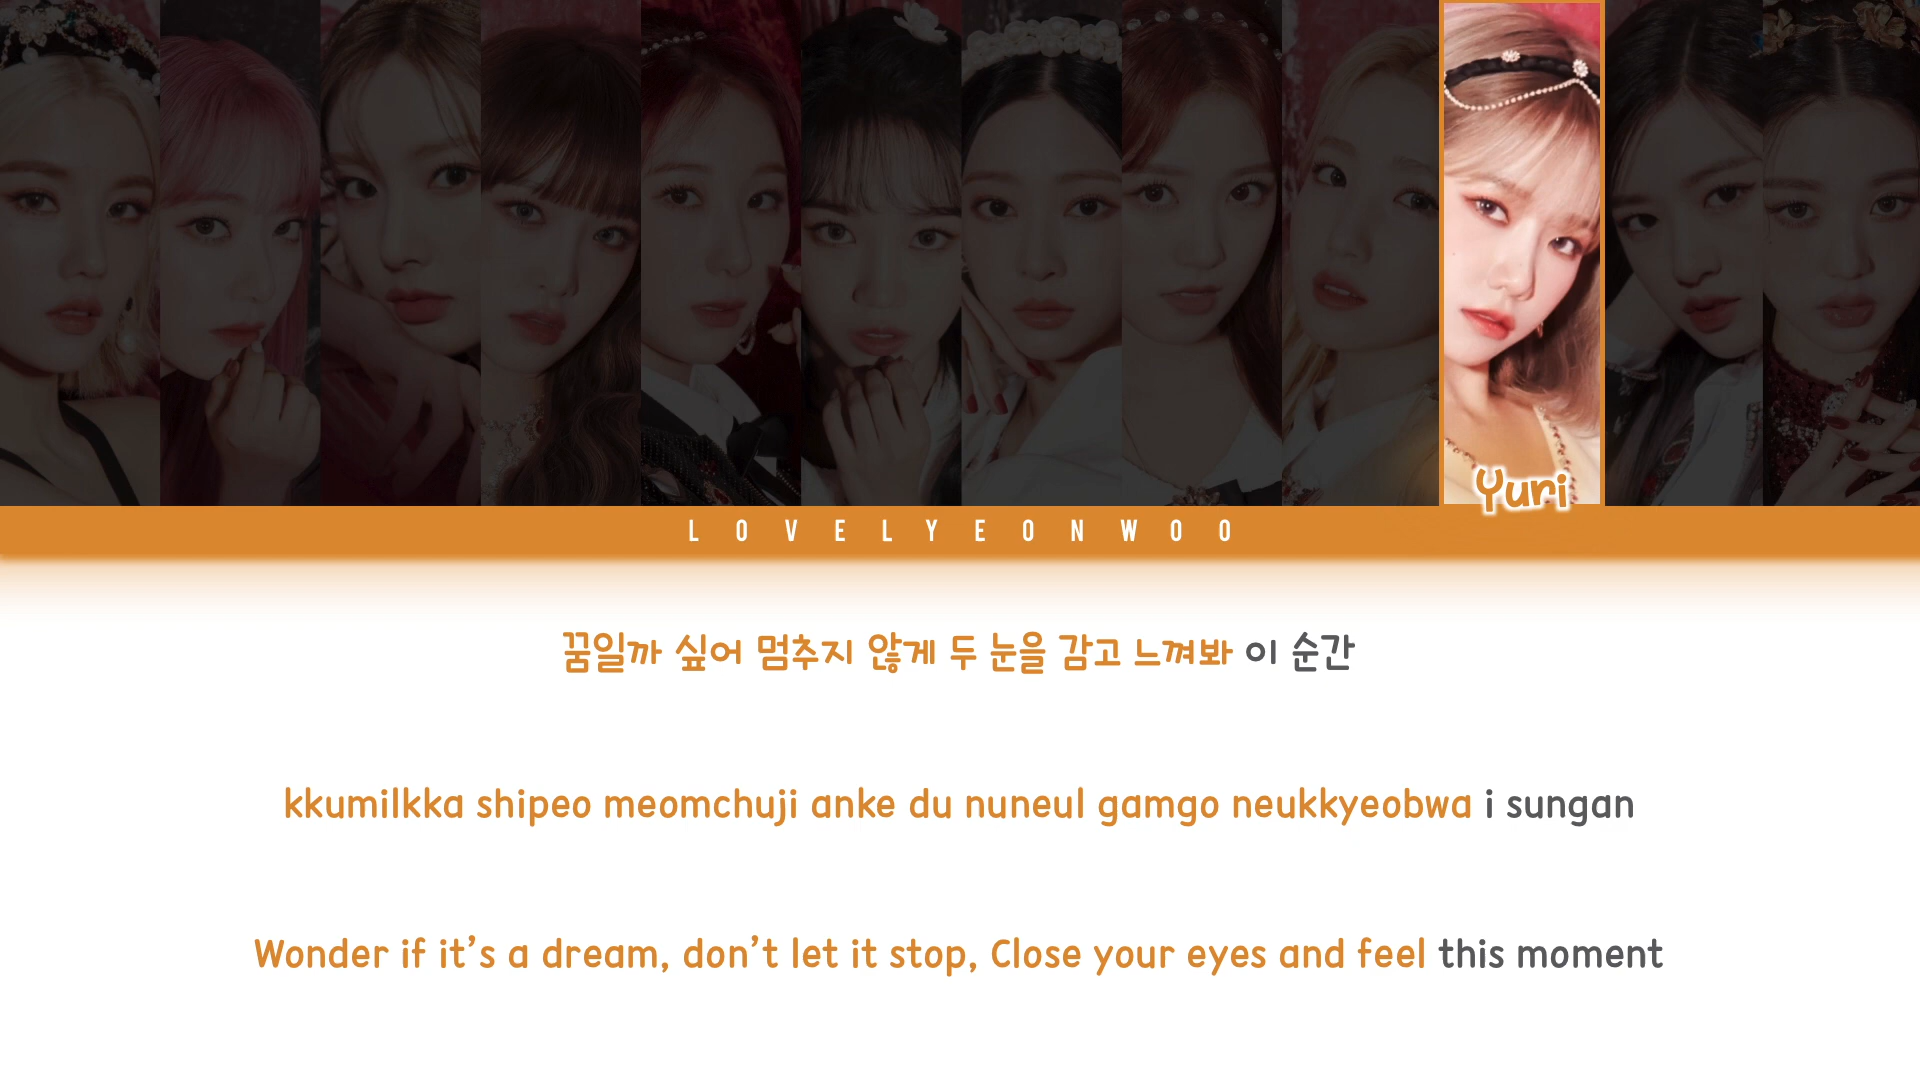 Yuri
LOVELYEONWOO
꿈일까 싶어 멈추지 않게 두 눈을 감고 느껴봐 이 순간
kkumilkka shipeo meomchuji anke du nuneul gamgo neukkyeobwa i sungan
Wonder if it's a dream, don't let it stop, Close your eyes and feel this moment